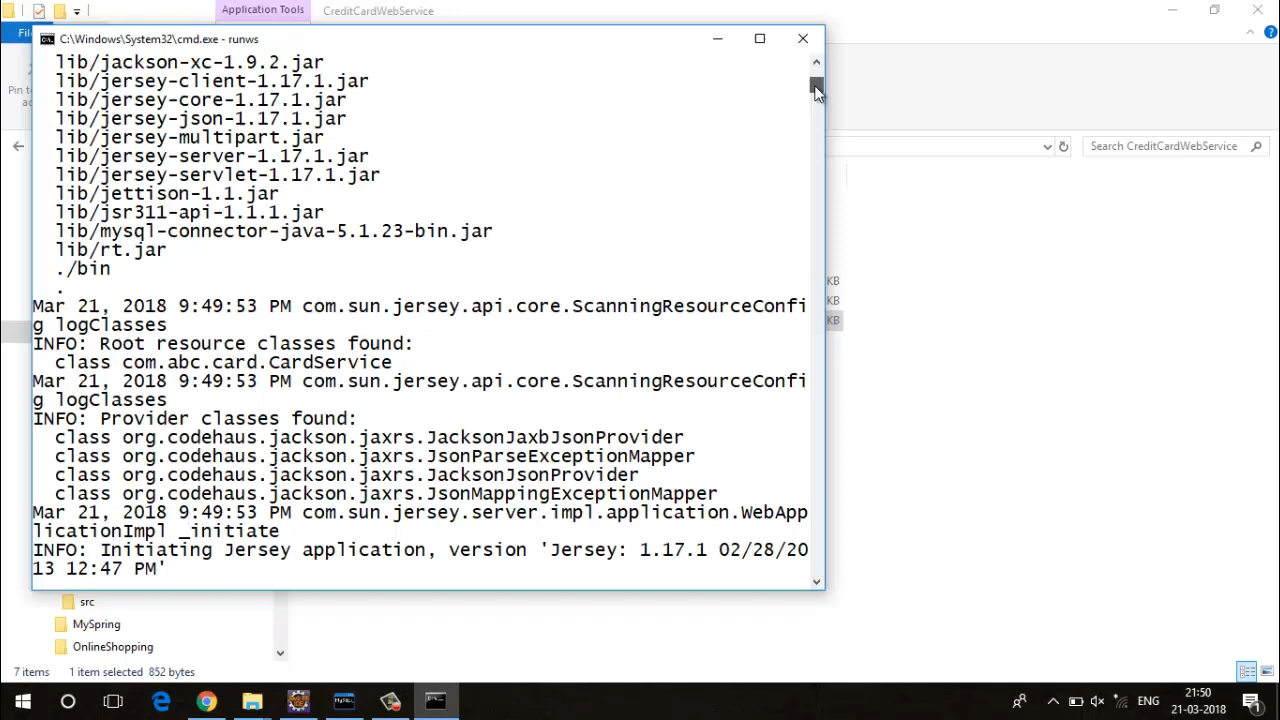 Application Tools
CreditCardWebService
C:\Windows\System32\cmd.exe - runws
lib/jackson-xc-1.9.2.jar
lib/jersey-client-1.17.1.jar
lib/jersey-core-1.17.1.jar
lib/jersey-json-1.17.1.jar
lib/jersey-multipart.jar
lib/jersey-server-1.17.1.jar
lib/jersey-servlet-1.17.1.jar
lib/jettison-1.1.jar
lib/jsr311-api-1.1.1.jar
lib/mysql-connector-java-5.1.23-bin.jar
lib/rt.jar
./bin
.
Mar 21, 2018 9:49:53 PM com.sun.jersey.api.core.ScanningResourceConfi
g logClasses
INFO: Root resource classes found:
class com.abc.card.CardService
Mar 21, 2018 9:49:53 PM com.sun.jersey.api.core.ScanningResourceConfi
g logClasses
INFO: Provider classes found:
class org.codehaus.jackson.jaxrs.JacksonJaxbJsonProvider
class org.codehaus.jackson.jaxrs.JsonParseExceptionMapper
class org.codehaus.jackson.jaxrs.JacksonJsonProvider
class org.codehaus.jackson.jaxrs.JsonMappingExceptionMapper
Mar 21, 2018 9:49:53 PM com.sun.jersey.server.impl.application.WebApp
licationImpl _initiate
INFO: Initiating Jersey application, version 'Jersey: 1.17.1 02/28/20
13 12:47 PM'
Search CreditCardWebService
KB
KB
KB
src
MySpring
OnlineShopping
7 items 1 item selected 852 bytes
ENG
21:50
21-03-2018